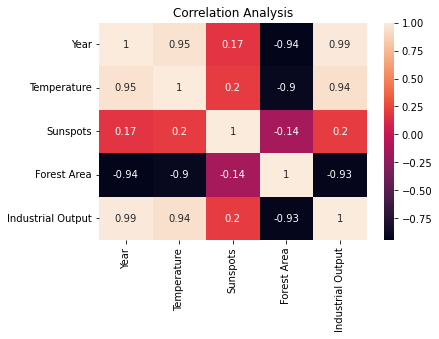 Correlation Analysis
Year 1 0.95 0.17 -0.94 0.99
Temperature 0.95 1 0.2 -0.9 0.94
Sunspots 0.17 0.2 1 -0.14 0.2
Forest Area -0.94 -0.9 -0.14 1 -0.93
Industrial Output 0.99 0.94 0.2 -0.93 1
Year
Temperature
Sunspots
Forest Area
Industrial Output
1.00
0.75
0.50
0.25
0.00
−0.25
−0.50
−0.75